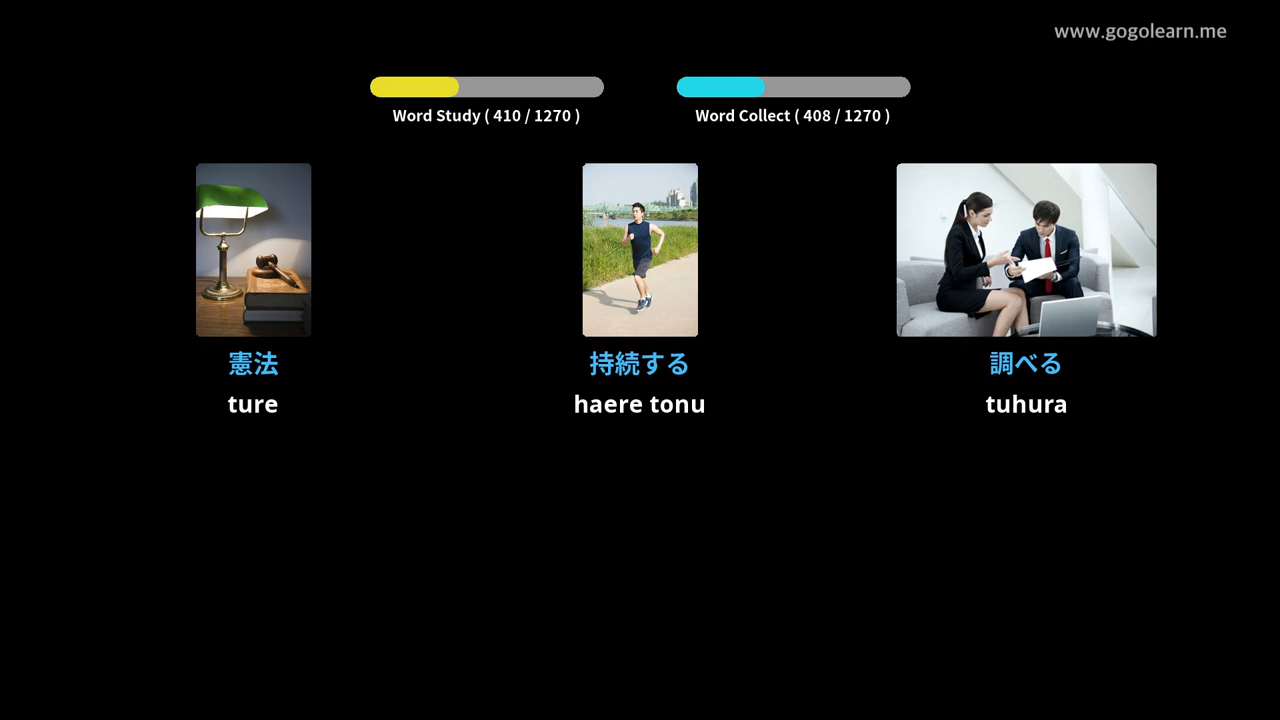 www.gogolearn.me
Word Study ( 410 / 1270 )
Word Collect ( 408 / 1270 )
憲法
ture
持続する
haere tonu
調べる
tuhura